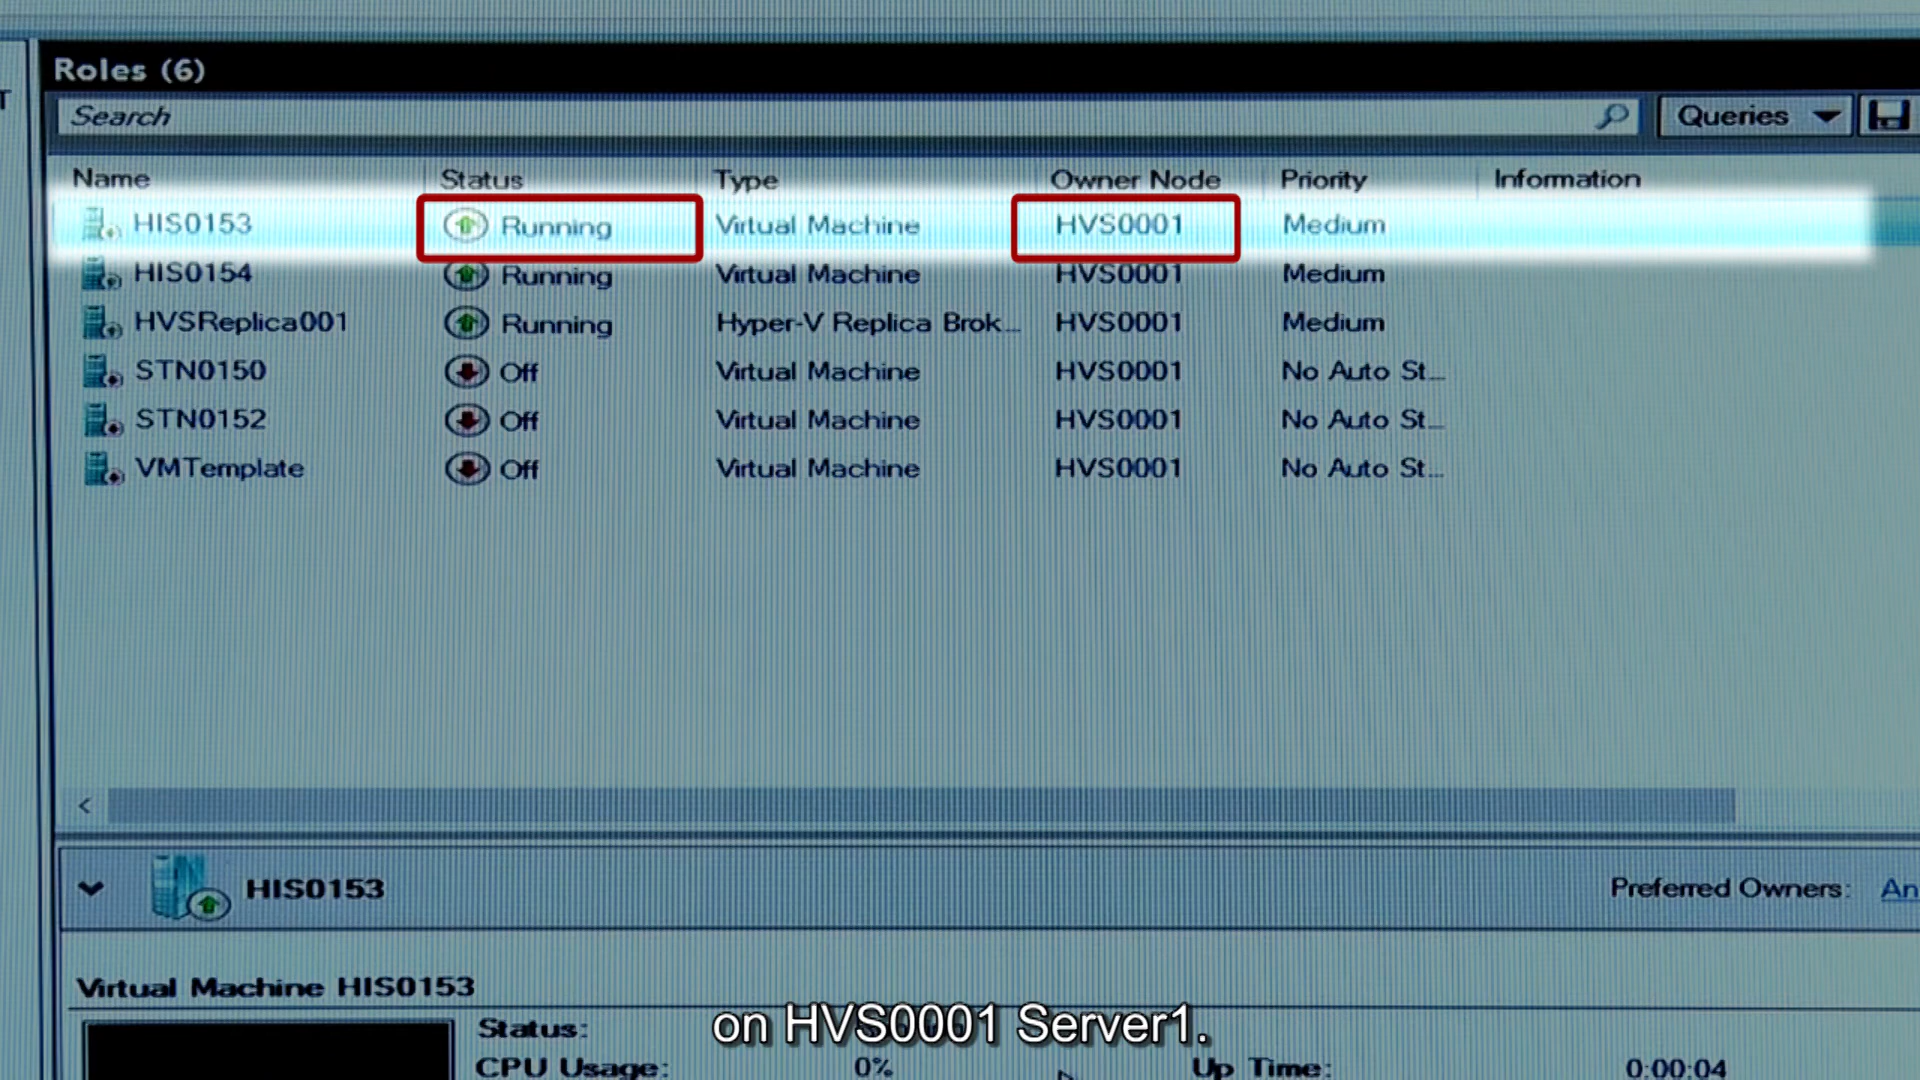 T
Roles (6)
Search
Queries
Name Status Type Owner Node Priority Information
HIS0153 Running Virtual Machine HVS0001 Medium
HIS0154 Running Virtual Machine HVS0001 Medium
HVSReplica001 Running Hyper-V Replica Brok... HVS0001 Medium
STN0150 Off Virtual Machine HVS0001 No Auto St...
STN0152 Off Virtual Machine HVS0001 No Auto St...
VMTemplate Off Virtual Machine HVS0001 No Auto St...
HIS0153 Preferred Owners: An
Virtual Machine HIS0153
Status:
CPU Usage: 0% Up Time: 0:00:04
on HVS0001 Server1.